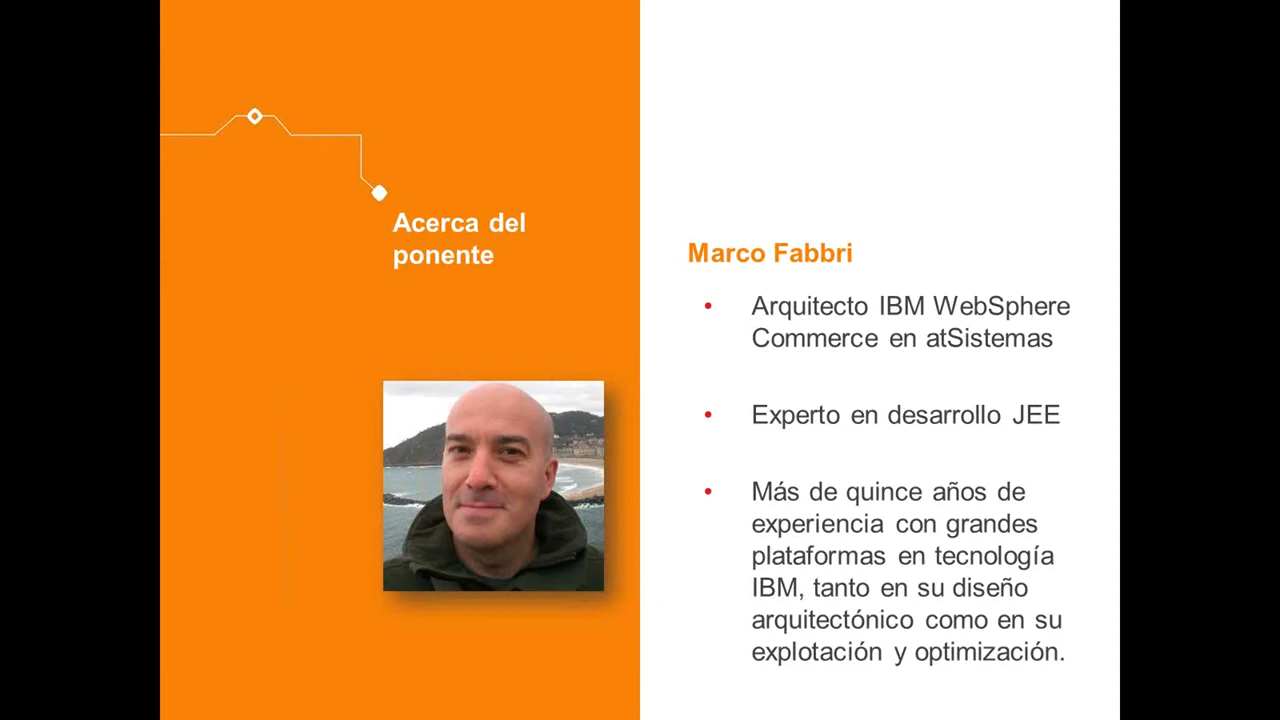 Acerca del
ponente
Marco Fabbri
• Arquitecto IBM WebSphere
Commerce en atSistemas
• Experto en desarrollo JEE
• Más de quince años de
experiencia con grandes
plataformas en tecnología
IBM, tanto en su diseño
arquitectónico como en su
explotación y optimización.